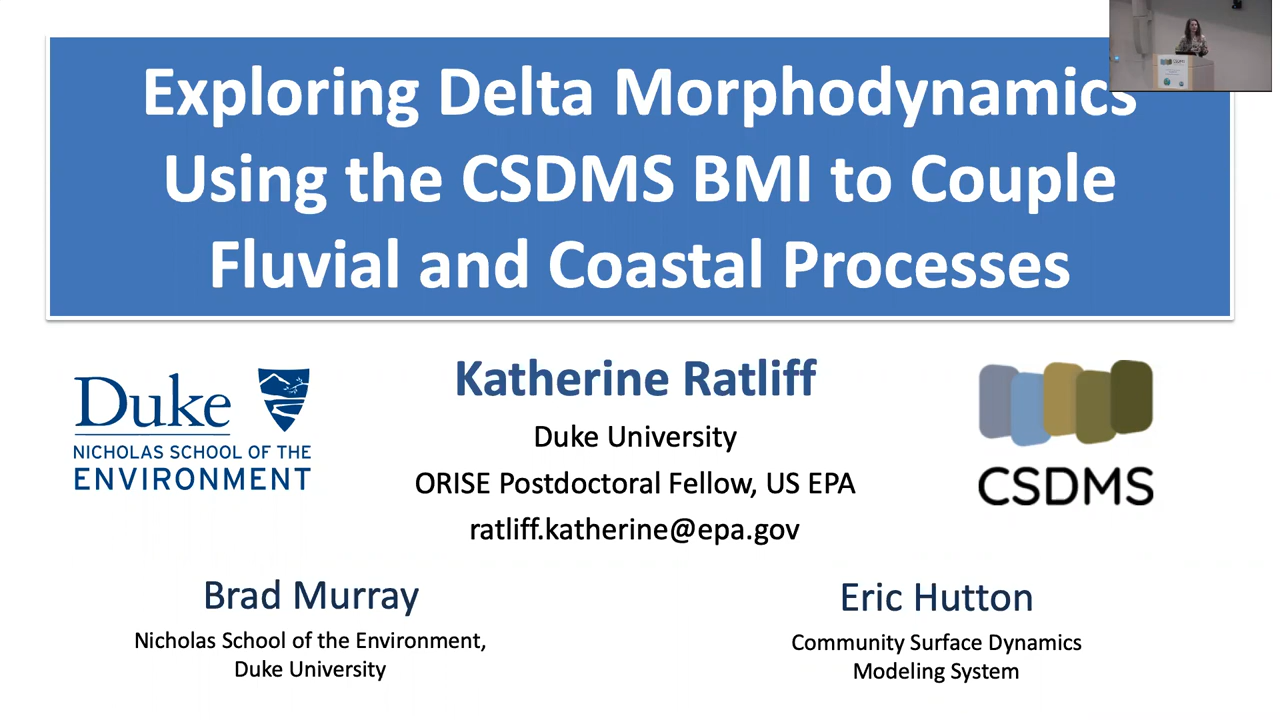 Exploring Delta Morphodynamics
Using the CSDMS BMI to Couple
Fluvial and Coastal Processes
Duke
NICHOLAS SCHOOL OF THE
ENVIRONMENT
Katherine Ratliff
Duke University
ORISE Postdoctoral Fellow, US EPA
ratliff.katherine@epa.gov
CSDMS
Brad Murray
Nicholas School of the Environment,
Duke University
Eric Hutton
Community Surface Dynamics
Modeling System